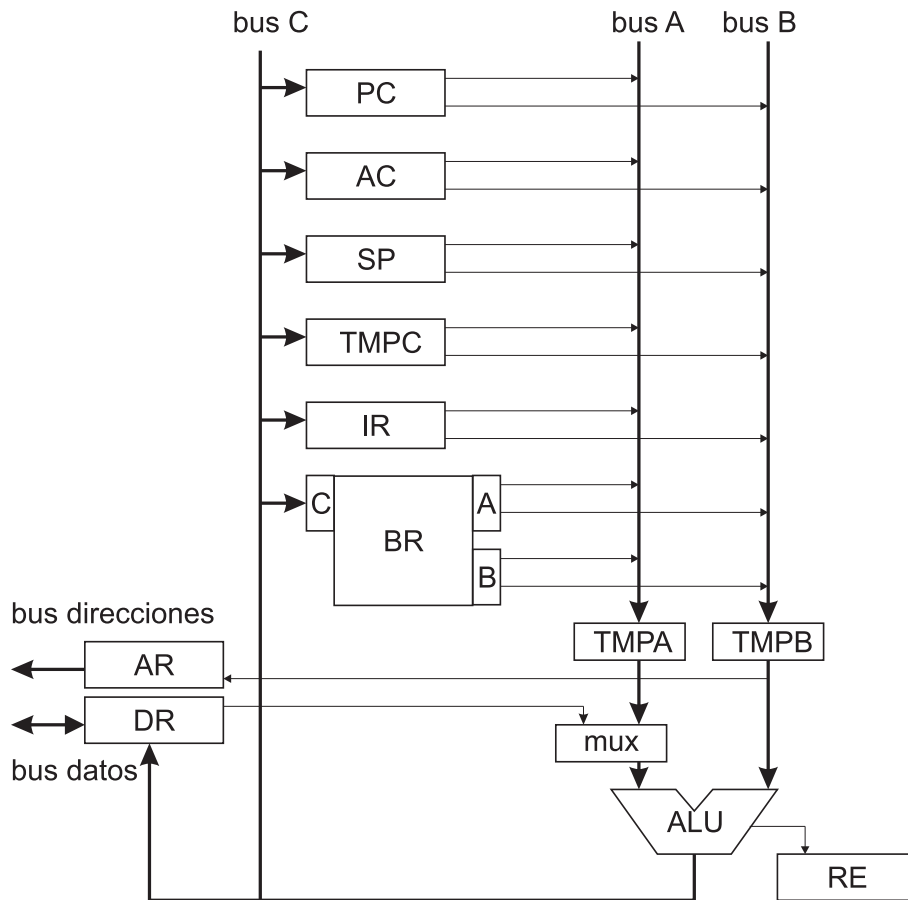 bus C
bus A
bus B
PC
AC
SP
TMPC
IR
C
BR
A
B
bus direcciones
TMPA
TMPB
AR
DR
mux
bus datos
ALU
RE